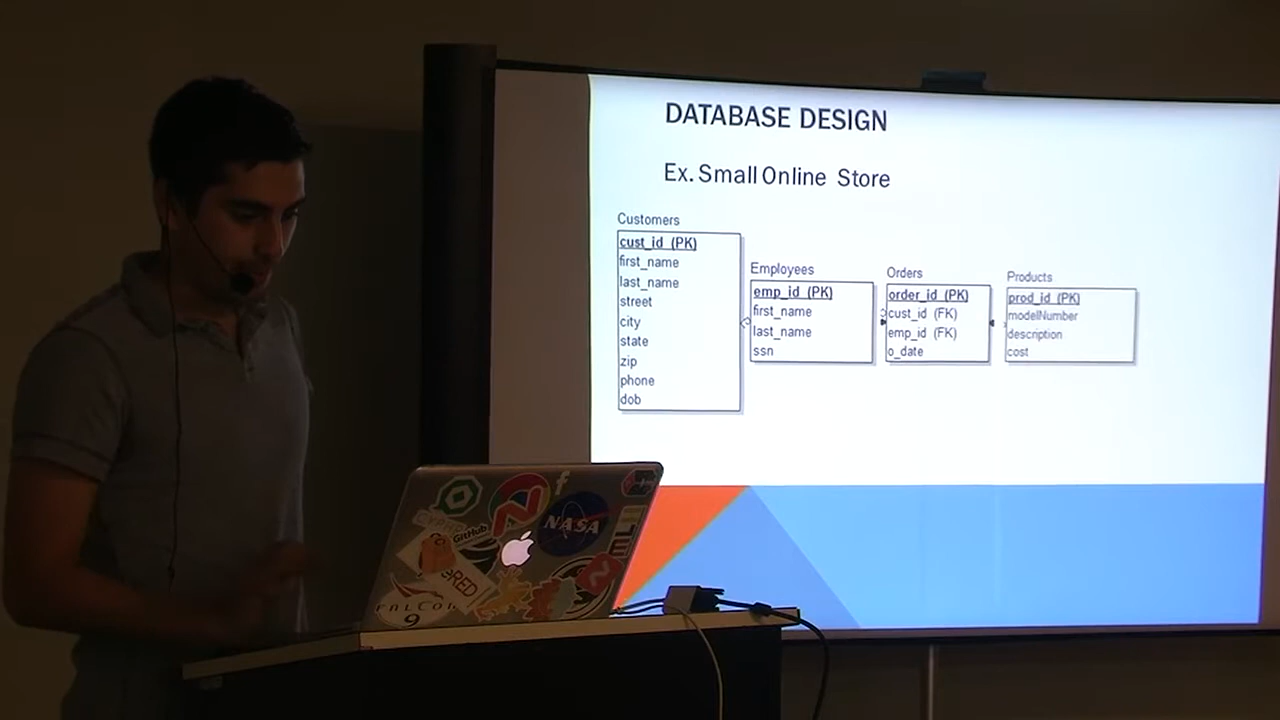 DATABASE DESIGN
Ex. Small Online Store
Customers
cust_id (PK)
first_name
last_name
street
city
state
zip
phone
dob
Employees
emp_id (PK)
first_name
last_name
ssn
Orders
order_id (PK)
cust_id (FK)
emp_id (FK)
o_date
Products
prod_id (PK)
modelNumber
description
cost
f
NASA
GitHub
FALCON
9